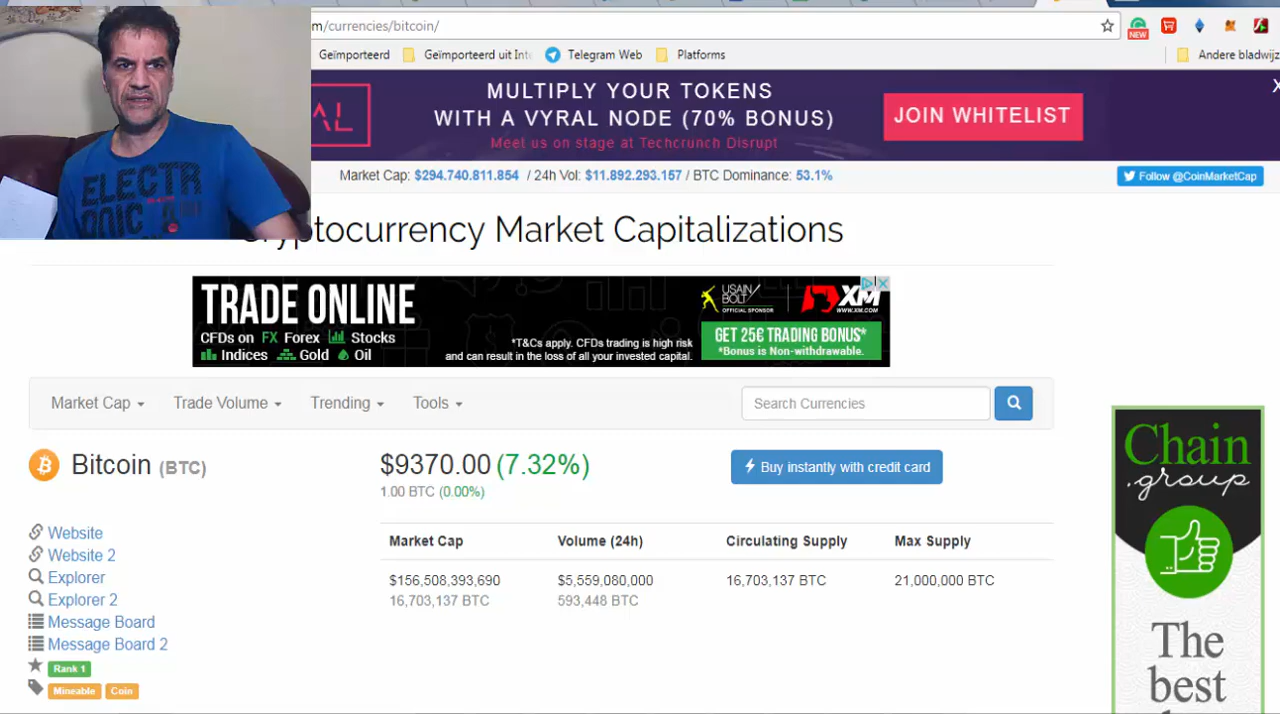 m/currencies/bitcoin/
NEW
Geïmporteerd
Geïmporteerd uit Int
Telegram Web
Platforms
Andere bladwijz
MULTIPLY YOUR TOKENS
WITH A VYRAL NODE (70% BONUS)
Meet us on stage at Techcrunch Disrupt
JOIN WHITELIST
X
AL
ELECTR
ONIC
Market Cap: $294.740.811.854 / 24h Vol: $11.892.293.157 / BTC Dominance: 53.1%
Follow @CoinMarketCap
Cryptocurrency Market Capitalizations
TRADE ONLINE
CFDs on FX Forex Stocks
Indices Gold Oil
*T&Cs apply. CFDs trading is high risk
and can result in the loss of all your invested capital.
USAIN
BOLT
OFFICIAL SPONSOR
XM
WWW.XM.COM
GET 25€ TRADING BONUS*
*Bonus is Non-withdrawable.
Market Cap
Trade Volume
Trending
Tools
Search Currencies
Bitcoin (BTC)
$9370.00 (7.32%)
1.00 BTC (0.00%)
Buy instantly with credit card
Website
Website 2
Explorer
Explorer 2
Message Board
Message Board 2
Rank 1
Mineable
Coin
Market Cap
Volume (24h)
Circulating Supply
Max Supply
$156,508,393,690
$5,559,080,000
16,703,137 BTC
21,000,000 BTC
16,703,137 BTC
593,448 BTC
Chain
.group
The
best